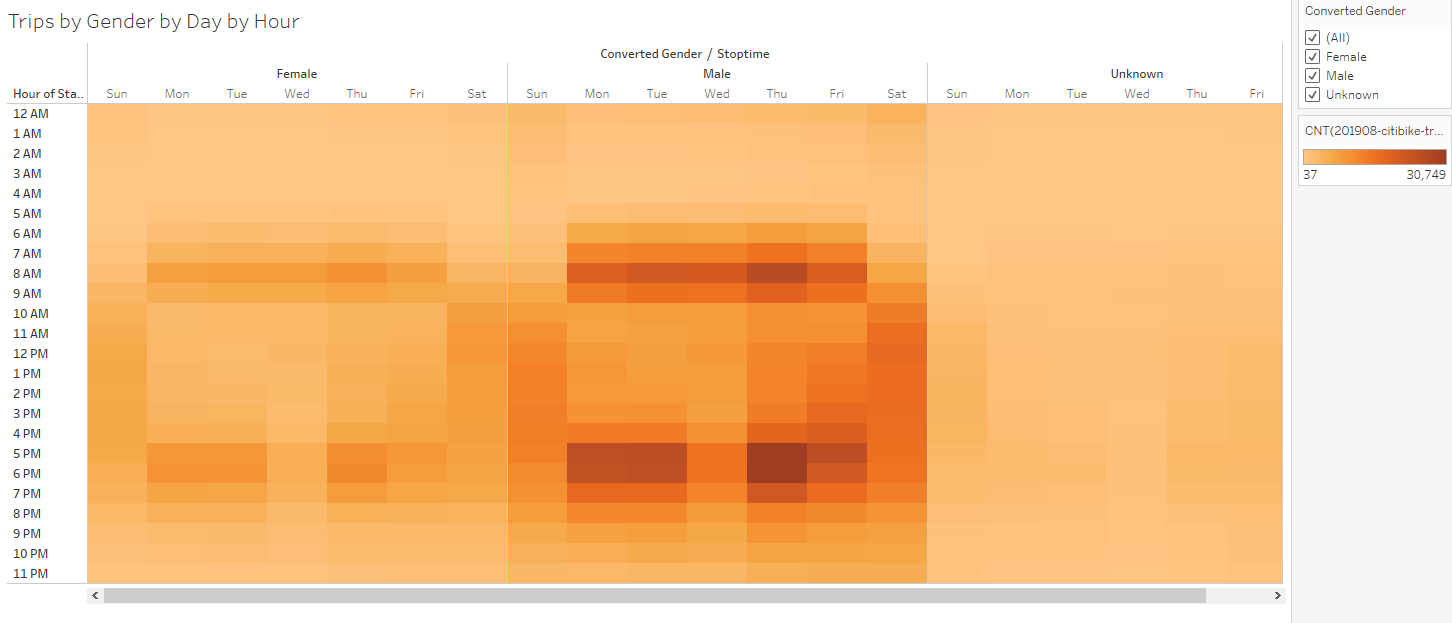 Trips by Gender by Day by Hour
Converted Gender / Stoptime
Female Male Unknown
Hour of Sta.. Sun Mon Tue Wed Thu Fri Sat Sun Mon Tue Wed Thu Fri Sat Sun Mon Tue Wed Thu Fri
12 AM
1 AM
2 AM
3 AM
4 AM
5 AM
6 AM
7 AM
8 AM
9 AM
10 AM
11 AM
12 PM
1 PM
2 PM
3 PM
4 PM
5 PM
6 PM
7 PM
8 PM
9 PM
10 PM
11 PM
Converted Gender
(All)
Female
Male
Unknown
CNT(201908-citibike-tr...
37 30,749